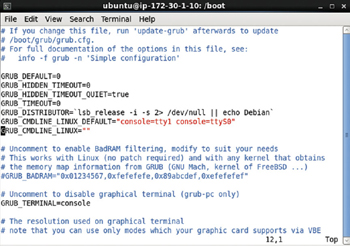 ubuntu@ip-172-30-1-10: /boot
File Edit View Search Terminal Help
# If you change this file, run 'update-grub' afterwards to update
# /boot/grub/grub.cfg.
# For full documentation of the options in this file, see:
#   info -f grub -n 'Simple configuration'
GRUB_DEFAULT=0
GRUB_HIDDEN_TIMEOUT=0
GRUB_HIDDEN_TIMEOUT_QUIET=true
GRUB_TIMEOUT=0
GRUB_DISTRIBUTOR=`lsb_release -i -s 2> /dev/null || echo Debian`
GRUB_CMDLINE_LINUX_DEFAULT="console=tty1 console=ttyS0"
GRUB_CMDLINE_LINUX=""
# Uncomment to enable BadRAM filtering, modify to suit your needs
# This works with Linux (no patch required) and with any kernel that obtains
# the memory map information from GRUB (GNU Mach, kernel of FreeBSD ...)
#GRUB_BADRAM="0x01234567,0xfefefefe,0x89abcdef,0xefefefef"
# Uncomment to disable graphical terminal (grub-pc only)
GRUB_TERMINAL=console
# The resolution used on graphical terminal
# note that you can use only modes which your graphic card supports via VBE
12,1 Top